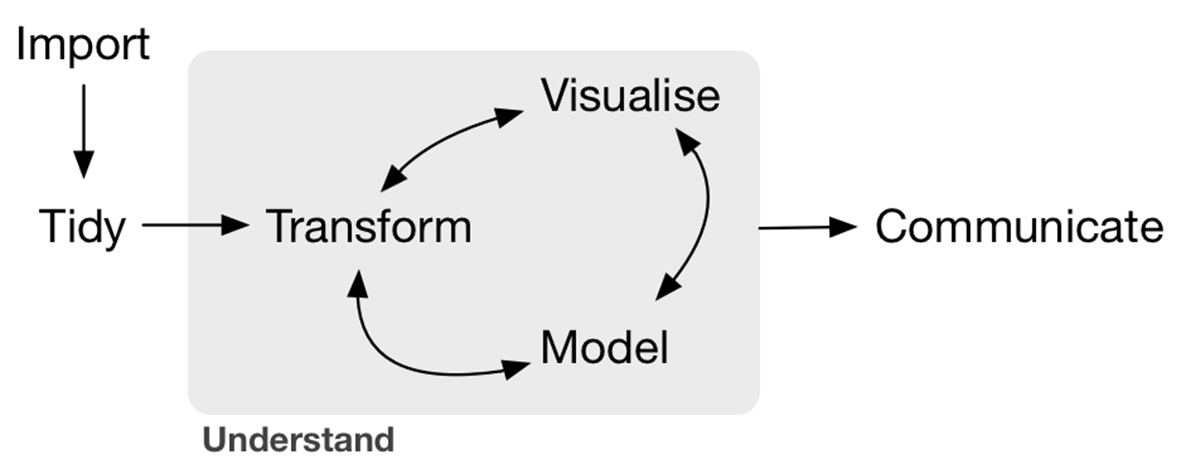 Import
Visualise
Tidy
Transform
Communicate
Model
Understand